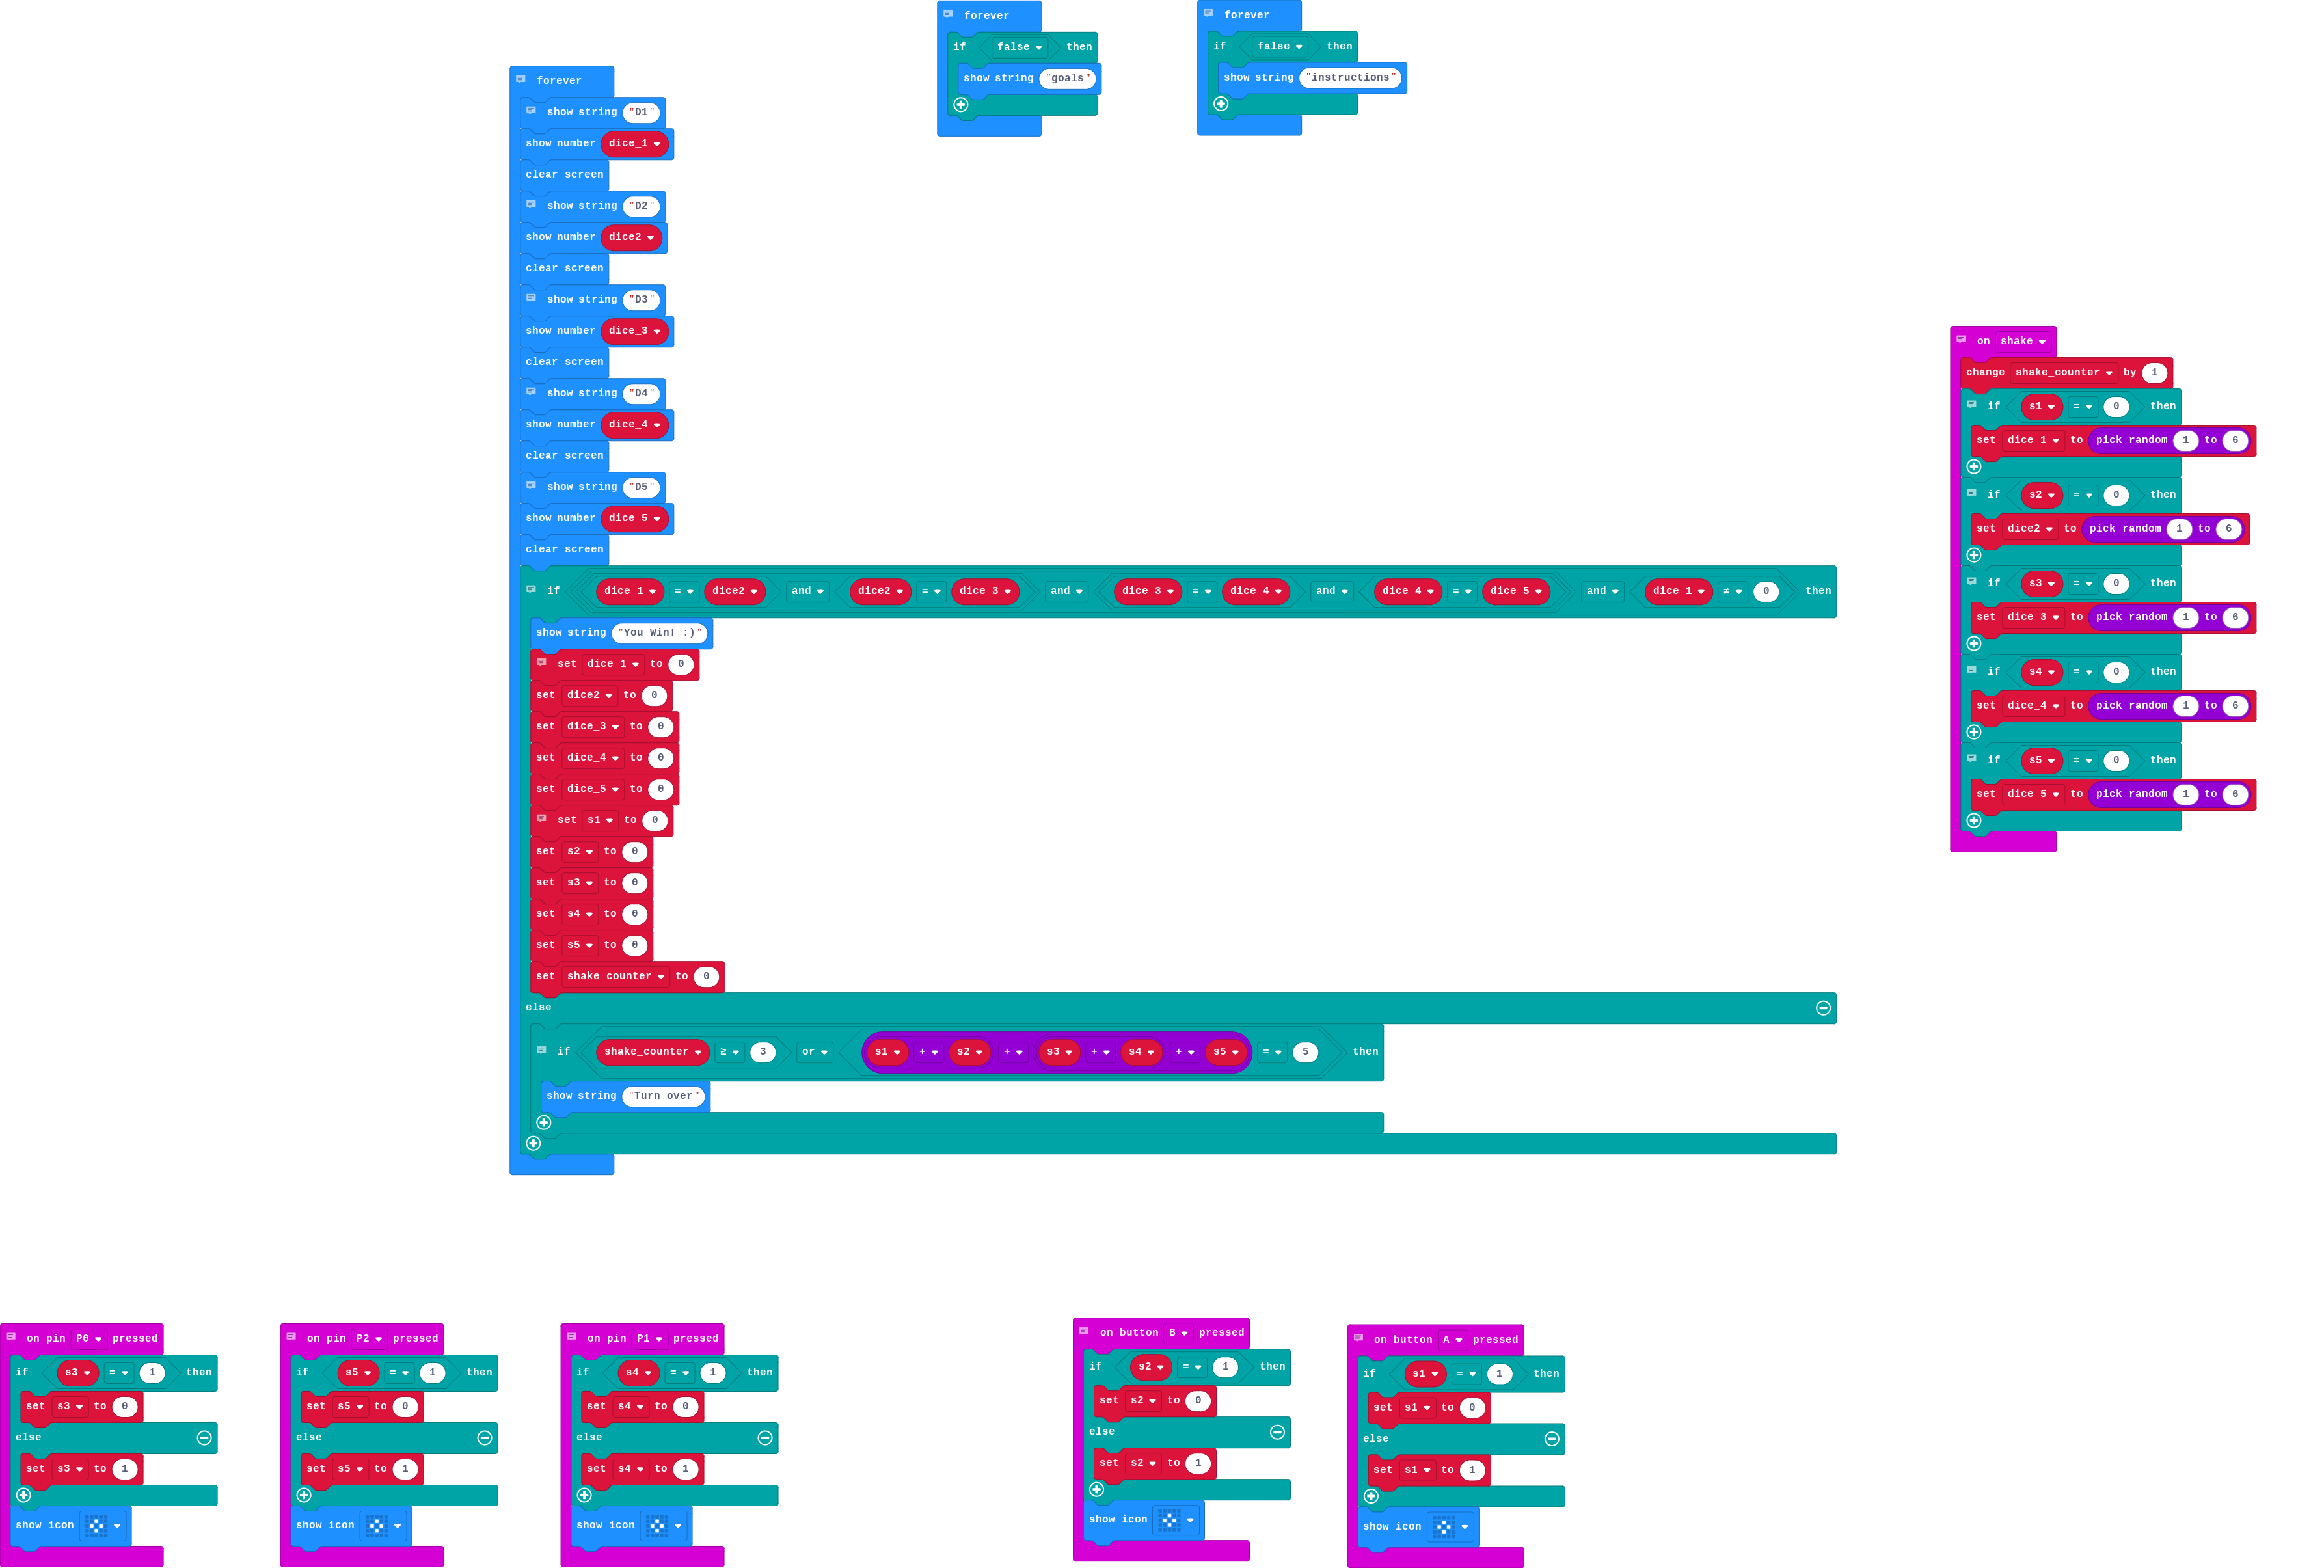 forever
if false then
show string "goals"
forever
if false then
show string "instructions"
forever
show string "D1"
show number dice_1
clear screen
show string "D2"
show number dice2
clear screen
show string "D3"
show number dice_3
clear screen
show string "D4"
show number dice_4
clear screen
show string "D5"
show number dice_5
clear screen
if dice_1 = dice2 and dice2 = dice_3 and dice_3 = dice_4 and dice_4 = dice_5 and dice_1 ≠ 0 then
show string "You Win! :)"
set dice_1 to 0
set dice2 to 0
set dice_3 to 0
set dice_4 to 0
set dice_5 to 0
set s1 to 0
set s2 to 0
set s3 to 0
set s4 to 0
set s5 to 0
set shake_counter to 0
else
if shake_counter ≥ 3 or s1 + s2 + s3 + s4 + s5 = 5 then
show string "Turn over"
on shake
change shake_counter by 1
if s1 = 0 then
set dice_1 to pick random 1 to 6
if s2 = 0 then
set dice2 to pick random 1 to 6
if s3 = 0 then
set dice_3 to pick random 1 to 6
if s4 = 0 then
set dice_4 to pick random 1 to 6
if s5 = 0 then
set dice_5 to pick random 1 to 6
on pin P0 pressed
if s3 = 1 then
set s3 to 0
else
set s3 to 1
show icon
on pin P2 pressed
if s5 = 1 then
set s5 to 0
else
set s5 to 1
show icon
on pin P1 pressed
if s4 = 1 then
set s4 to 0
else
set s4 to 1
show icon
on button B pressed
if s2 = 1 then
set s2 to 0
else
set s2 to 1
show icon
on button A pressed
if s1 = 1 then
set s1 to 0
else
set s1 to 1
show icon